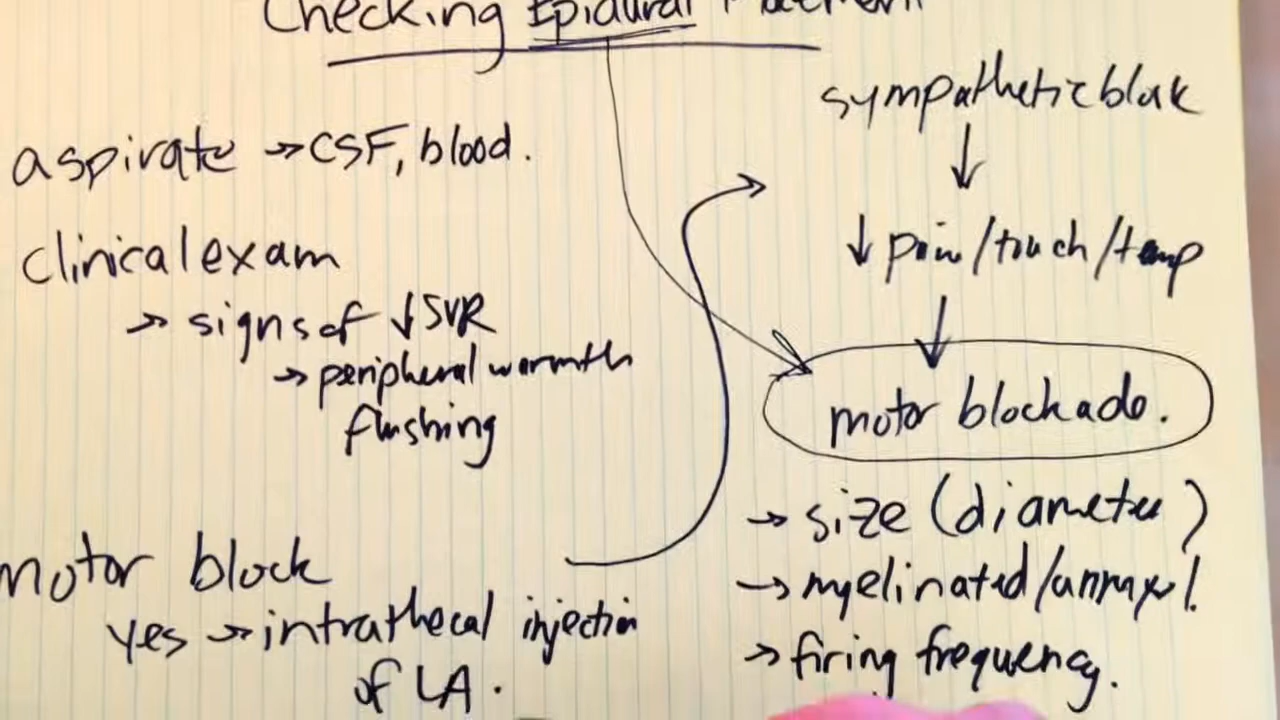 Checking Epidural Placement
aspirate → CSF, blood.
clinical exam
→ signs of ↓ SVR
→ peripheral warmth
flushing
motor block
yes → intrathecal injection
of LA.
sympathetic block
↓
↓ pain/touch/temp
↓
motor blockade.
→ size (diameter)
→ myelinated/unmyel.
→ firing frequency.